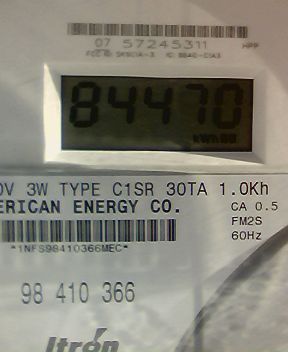 07 57245311
HPP
84470
kWh
0V 3W TYPE C1SR 30TA 1.0Kh
ERICAN ENERGY CO.
CA 0.5
FM2S
60Hz
*1NFS98410366MEC*
98 410 366
Itron